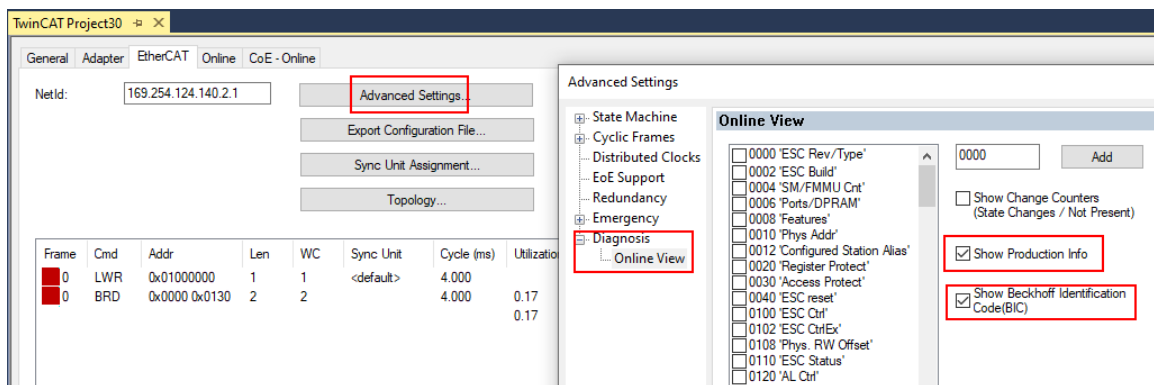 TwinCAT Project30
General Adapter EtherCAT Online CoE - Online
NetId: 169.254.124.140.2.1
Advanced Settings...
Export Configuration File...
Sync Unit Assignment...
Topology...
Frame Cmd Addr Len WC Sync Unit Cycle (ms) Utilizatio
0 LWR 0x01000000 1 1 <default> 4.000
0 BRD 0x0000 0x0130 2 2 4.000 0.17
0.17
Advanced Settings
State Machine
Cyclic Frames
Distributed Clocks
EoE Support
Redundancy
Emergency
Diagnosis
Online View
Online View
0000 'ESC Rev/Type'
0002 'ESC Build'
0004 'SM/FMMU Cnt'
0006 'Ports/DPRAM'
0008 'Features'
0010 'Phys Addr'
0012 'Configured Station Alias'
0020 'Register Protect'
0030 'Access Protect'
0040 'ESC reset'
0100 'ESC Ctrl'
0102 'ESC CtrlEx'
0108 'Phys. RW Offset'
0110 'ESC Status'
0120 'AL Ctrl'
0000 Add
Show Change Counters
(State Changes / Not Present)
Show Production Info
Show Beckhoff Identification
Code(BIC)